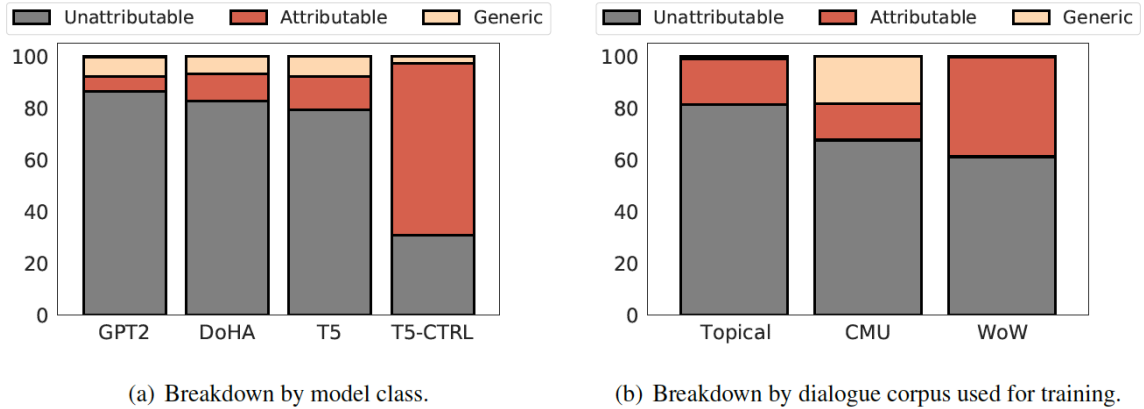 Unattributable Attributable Generic
100
80
60
40
20
0
GPT2 DoHA T5 T5-CTRL
(a) Breakdown by model class.
Unattributable Attributable Generic
100
80
60
40
20
0
Topical CMU WoW
(b) Breakdown by dialogue corpus used for training.